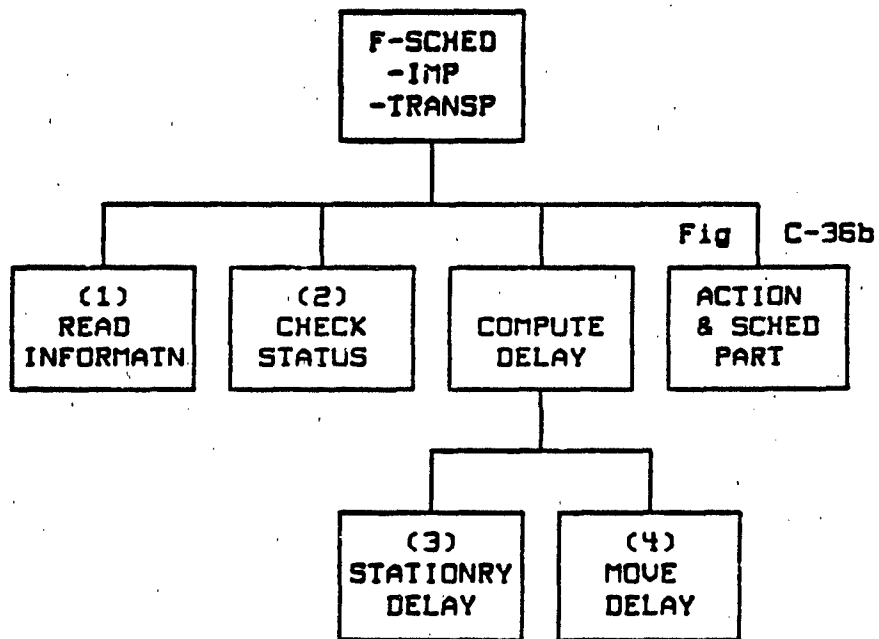 F-SCHED
-IMP
-TRANSP
Fig C-36b
(1)
READ
INFORMATN
(2)
CHECK
STATUS
COMPUTE
DELAY
ACTION
& SCHED
PART
(3)
STATIONRY
DELAY
(4)
MOVE
DELAY